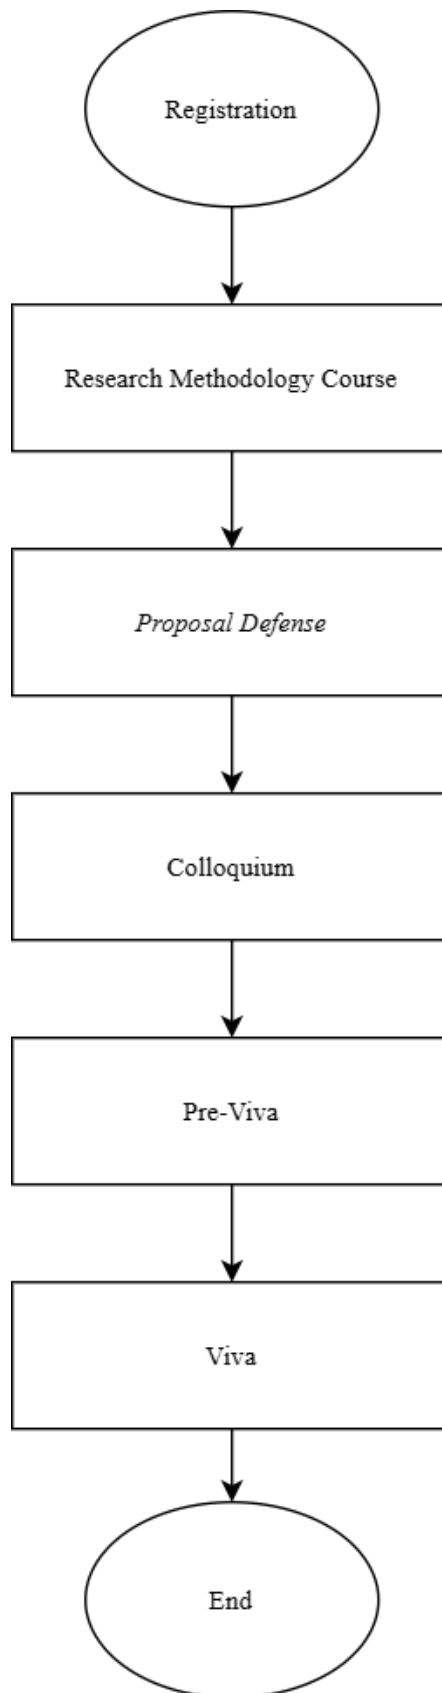 Registration
Research Methodology Course
Proposal Defense
Colloquium
Pre-Viva
Viva
End